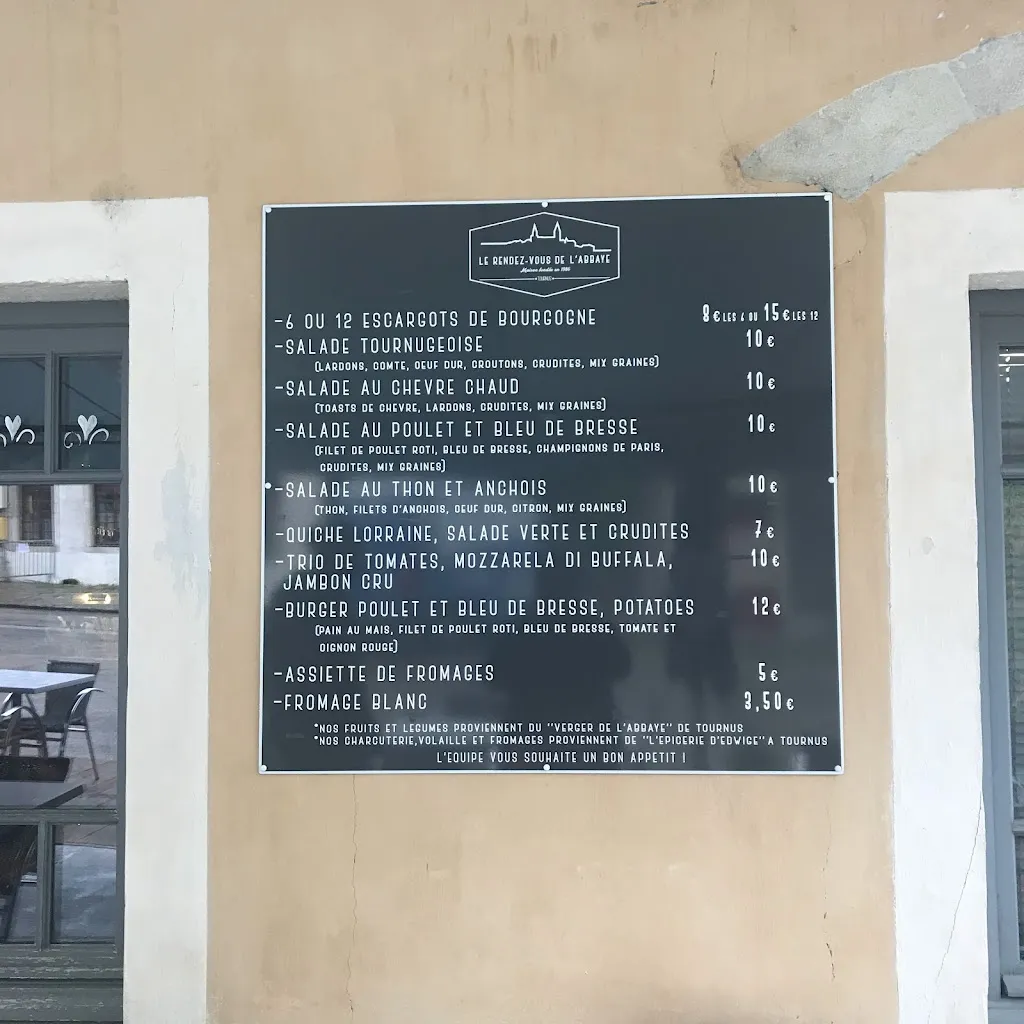 LE RENDEZ-VOUS DE L'ABBAYE
TOURNUS
-6 OU 12 ESCARGOTS DE BOURGOGNE 8€ LES 6 OU 15€ LES 12
-SALADE TOURNUGEOISE 10€
(LARDONS, COMTE, OEUF DUR, CROUTONS, CRUDITES, MIX GRAINES)
-SALADE AU CHEVRE CHAUD 10€
(TOASTS DE CHEVRE, LARDONS, CRUDITES, MIX GRAINES)
-SALADE AU POULET ET BLEU DE BRESSE 10€
(FILET DE POULET ROTI, BLEU DE BRESSE, CHAMPIGNONS DE PARIS,
CRUDITES, MIX GRAINES)
-SALADE AU THON ET ANCHOIS 10€
(THON, FILETS D'ANCHOIS, OEUF DUR, CITRON, MIX GRAINES)
-QUICHE LORRAINE, SALADE VERTE ET CRUDITES 7€
-TRIO DE TOMATES, MOZZARELA DI BUFFALA, 10€
JAMBON CRU
-BURGER POULET ET BLEU DE BRESSE, POTATOES 12€
(PAIN AU MAIS, FILET DE POULET ROTI, BLEU DE BRESSE, TOMATE ET
OIGNON ROUGE)
-ASSIETTE DE FROMAGES 5€
-FROMAGE BLANC 3,50€
*NOS FRUITS ET LEGUMES PROVIENNENT DU "VERGER DE L'ABBAYE" DE TOURNUS
*NOS CHARCUTERIE,VOLAILLE ET FROMAGES PROVIENNENT DE "L'EPICERIE D'EDWIGE" A TOURNUS
L'EQUIPE VOUS SOUHAITE UN BON APPETIT !